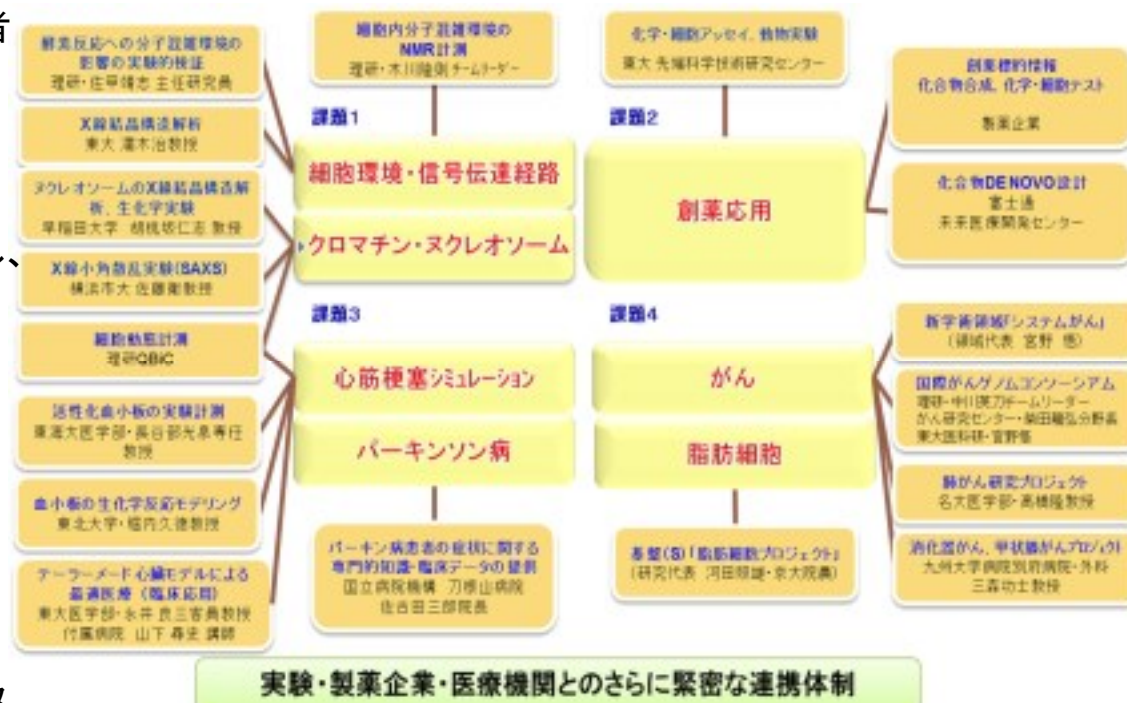 者
酵素反応への分子混雑環境の
影響の実験的検証
理研・佐甲靖志 主任研究員
X線結晶構造解析
東大 濡木治教授
ヌクレオソームのX線結晶構造解
析、生化学実験
早稲田大学 胡桃坂仁志 教授
X線小角散乱実験(SAXS)
横浜市大 佐藤衛教授
細胞動態計測
理研QBiC
活性化血小板の実験計測
東海大医学部・長谷部光泉専任
教授
血小板の生化学反応モデリング
東北大学・堀内久徳教授
テーラーメード心臓モデルによる
最適医療(臨床応用)
東大医学部・永井 良三客員教授
付属病院 山下 尋史 講師
細胞内分子混雑環境の
NMR計測
理研・木川隆則チームリーダー
課題1
細胞環境・信号伝達経路
クロマチン・ヌクレオソーム
化学・細胞アッセイ、動物実験
東大 先端科学技術研究センター
課題2
創薬応用
創薬標的情報
化合物合成、化学・細胞テスト
製薬企業
化合物DE NOVO設計
富士通
未来医療開発センター
課題3
心筋梗塞シミュレーション
パーキンソン病
パーキン病患者の症状に関する
専門的知識・臨床データの提供
国立病院機構 刀根山病院
佐古田三郎院長
課題4
がん
脂肪細胞
基盤(S)「脂肪細胞プロジェクト」
(研究代表 河田照雄・京大院農)
新学術領域「システムがん」
(領域代表 宮野 悟)
国際がんゲノムコンソーシアム
理研・中川英刀チームリーダー
がん研究センター・柴田龍弘分野長
東大医科研・宮野悟
肺がん研究プロジェクト
名大医学部・高橋隆教授
消化器がん、甲状腺がんプロジェクト
九州大学病院別府病院・外科
三森功士教授
実験・製薬企業・医療機関とのさらに緊密な連携体制